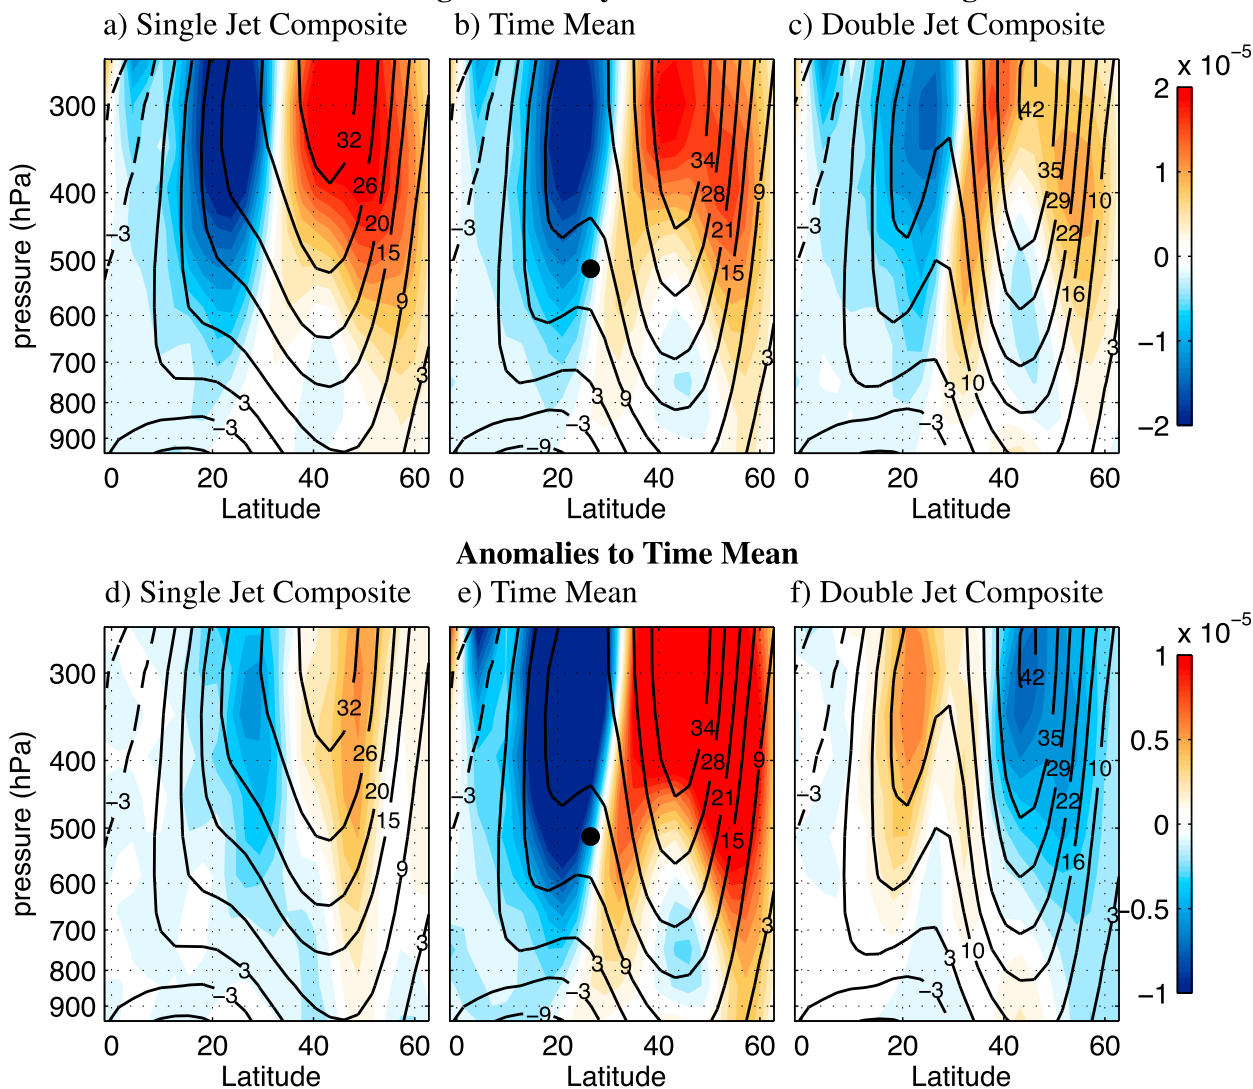 a) Single Jet Composite b) Time Mean c) Double Jet Composite
x 10⁻⁵
300 400 500 600 700 800 900
pressure (hPa)
−3 32 26 20 15 9 3 3 −3
−3 34 28 9 21 15 3 3 9 −3 −9
−3 42 35 29 10 22 16 3 10 3 −3
2 1 0 −1 −2
0 20 40 60 0 20 40 60 0 20 40 60
Latitude Latitude Latitude
Anomalies to Time Mean
d) Single Jet Composite e) Time Mean f) Double Jet Composite
x 10⁻⁵
300 400 500 600 700 800 900
pressure (hPa)
−3 32 26 20 15 9 3 3 −3
−3 34 28 9 21 15 3 3 9 −3 −9
−3 42 35 29 10 22 16 3 10 3 −3
1 0.5 0 −0.5 −1
0 20 40 60 0 20 40 60 0 20 40 60
Latitude Latitude Latitude